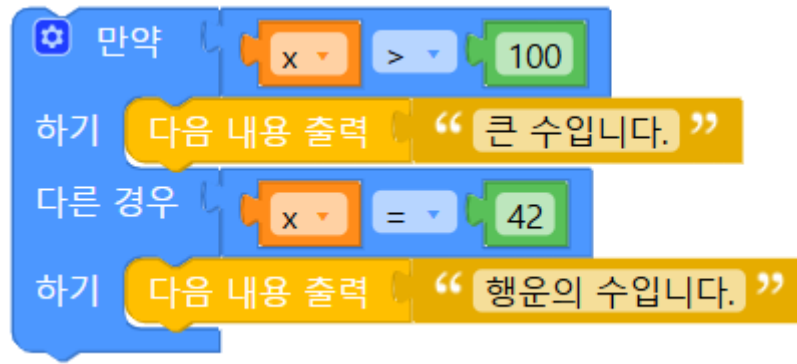 만약 x > 100
하기 다음 내용 출력 “ 큰 수입니다. ”
다른 경우 x = 42
하기 다음 내용 출력 “ 행운의 수입니다. ”